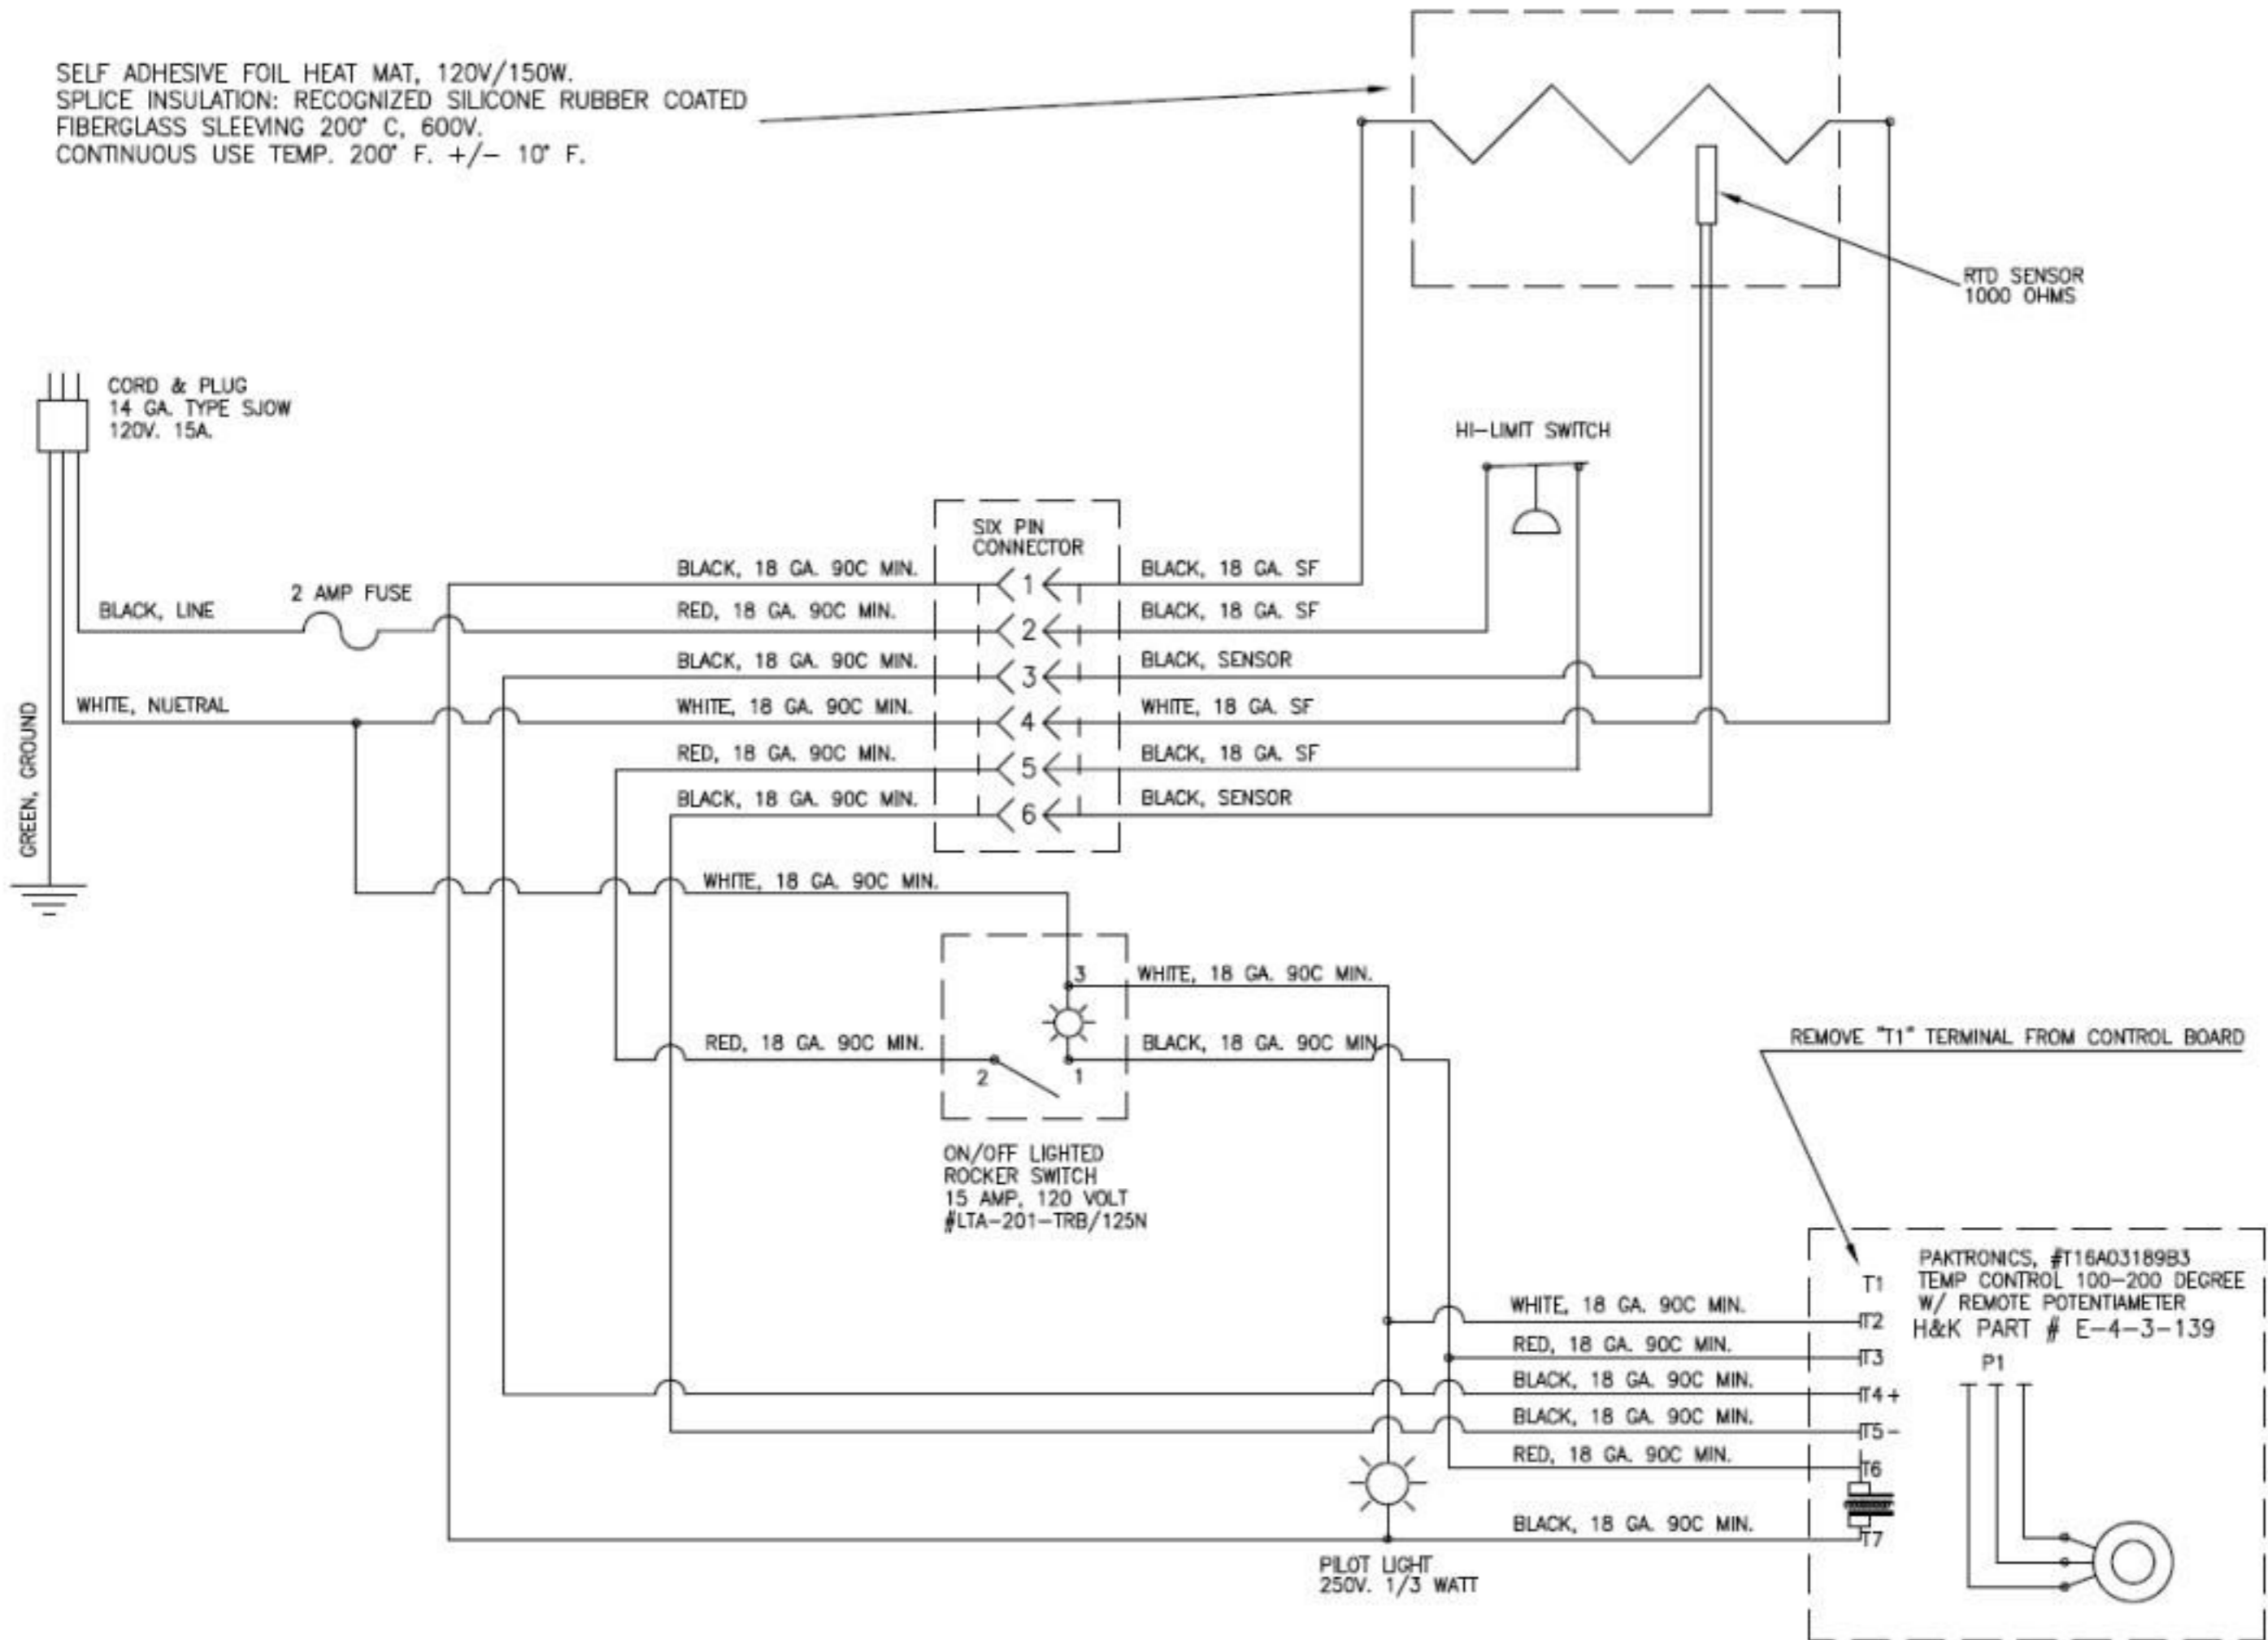 SELF ADHESIVE FOIL HEAT MAT, 120V/150W.
SPLICE INSULATION: RECOGNIZED SILICONE RUBBER COATED
FIBERGLASS SLEEVING 200° C, 600V.
CONTINUOUS USE TEMP. 200° F. +/- 10° F.
RTD SENSOR
1000 OHMS
CORD & PLUG
14 GA. TYPE SJOW
120V. 15A.
HI-LIMIT SWITCH
SIX PIN
CONNECTOR
BLACK, 18 GA. 90C MIN.
1
BLACK, 18 GA. SF
2 AMP FUSE
BLACK, LINE
RED, 18 GA. 90C MIN.
2
BLACK, 18 GA. SF
BLACK, 18 GA. 90C MIN.
3
BLACK, SENSOR
WHITE, NUETRAL
WHITE, 18 GA. 90C MIN.
4
WHITE, 18 GA. SF
RED, 18 GA. 90C MIN.
5
BLACK, 18 GA. SF
BLACK, 18 GA. 90C MIN.
6
BLACK, SENSOR
GREEN, GROUND
WHITE, 18 GA. 90C MIN.
3
WHITE, 18 GA. 90C MIN.
RED, 18 GA. 90C MIN.
BLACK, 18 GA. 90C MIN
2
1
REMOVE "T1" TERMINAL FROM CONTROL BOARD
ON/OFF LIGHTED
ROCKER SWITCH
15 AMP, 120 VOLT
#LTA-201-TRB/125N
PAKTRONICS, #T16A03189B3
TEMP CONTROL 100-200 DEGREE
W/ REMOTE POTENTIAMETER
H&K PART # E-4-3-139
T1
WHITE, 18 GA. 90C MIN.
T2
RED, 18 GA. 90C MIN.
T3
P1
BLACK, 18 GA. 90C MIN.
T4+
BLACK, 18 GA. 90C MIN.
T5-
RED, 18 GA. 90C MIN.
T6
BLACK, 18 GA. 90C MIN.
T7
PILOT LIGHT
250V. 1/3 WATT